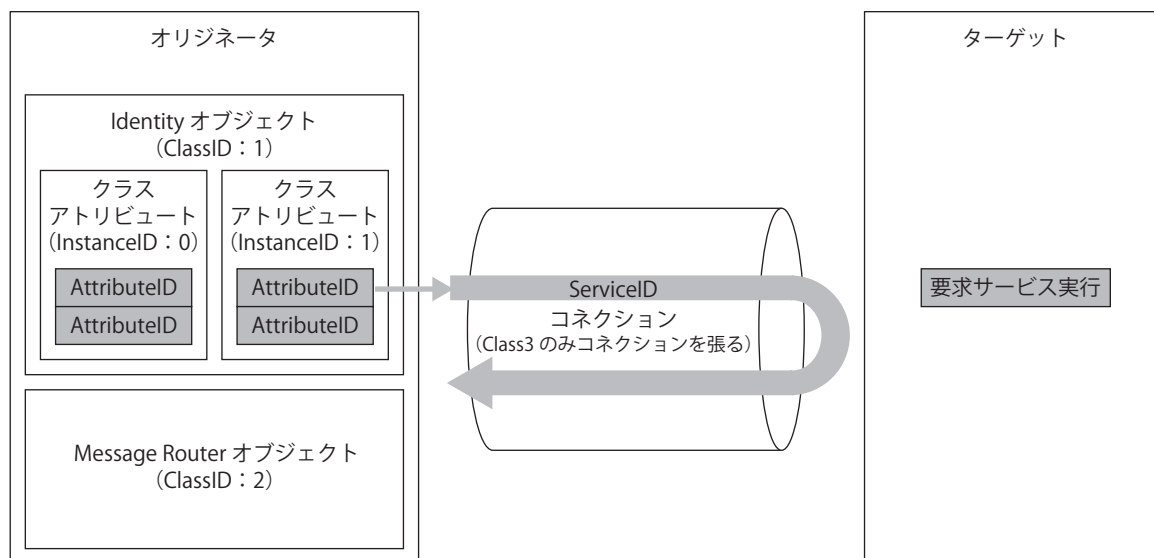 オリジネータ
Identity オブジェクト
(ClassID：1)
クラス
アトリビュート
(InstanceID：0)
AttributeID
AttributeID
クラス
アトリビュート
(InstanceID：1)
AttributeID
AttributeID
Message Router オブジェクト
(ClassID：2)
ServiceID
コネクション
(Class3 のみコネクションを張る)
ターゲット
要求サービス実行